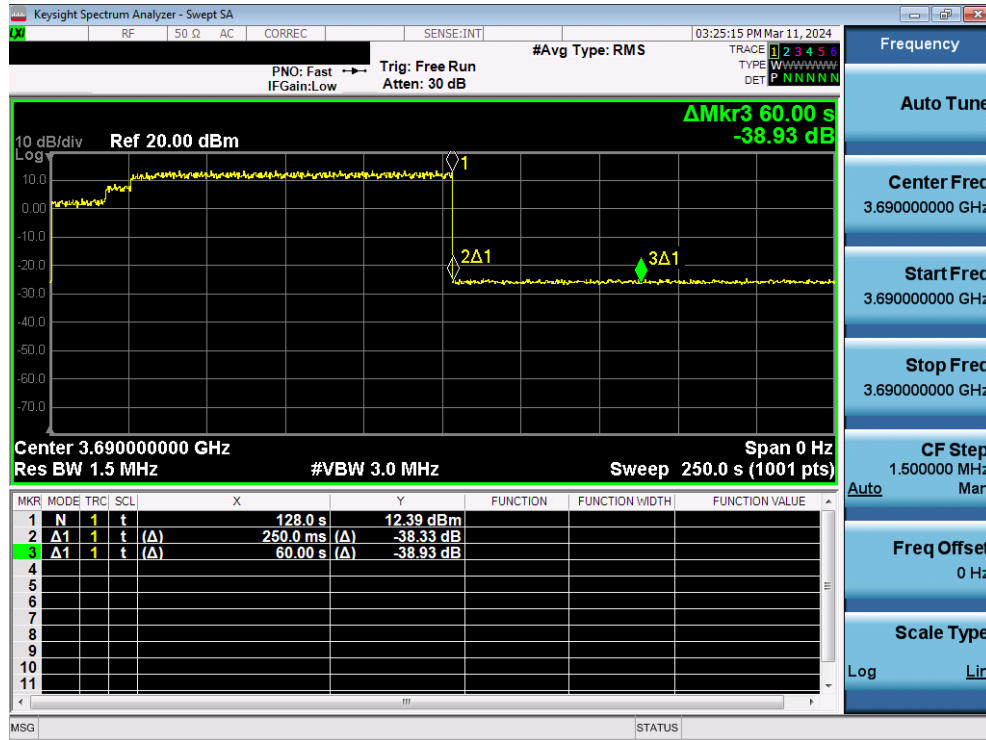 Keysight Spectrum Analyzer - Swept SA
LXI RF 50 Ω AC CORREC SENSE:INT 03:25:15 PM Mar 11, 2024
#Avg Type: RMS TRACE 1 2 3 4 5 6
PNO: Fast Trig: Free Run TYPE WWWWWW
IFGain:Low Atten: 30 dB DET P N N N N N
ΔMkr3 60.00 s
-38.93 dB
10 dB/div Ref 20.00 dBm
Log
10.0
0.00
-10.0
-20.0
-30.0
-40.0
-50.0
-60.0
-70.0
1
2Δ1
3Δ1
Center 3.690000000 GHz Span 0 Hz
Res BW 1.5 MHz #VBW 3.0 MHz Sweep 250.0 s (1001 pts)
MKR MODE TRC SCL X Y FUNCTION FUNCTION WIDTH FUNCTION VALUE
1 N 1 t 128.0 s 12.39 dBm
2 Δ1 1 t (Δ) 250.0 ms (Δ) -38.33 dB
3 Δ1 1 t (Δ) 60.00 s (Δ) -38.93 dB
4
5
6
7
8
9
10
11
MSG STATUS
Frequency
Auto Tune
Center Freq
3.690000000 GHz
Start Freq
3.690000000 GHz
Stop Freq
3.690000000 GHz
CF Step
1.500000 MHz
Auto Man
Freq Offset
0 Hz
Scale Type
Log Lin